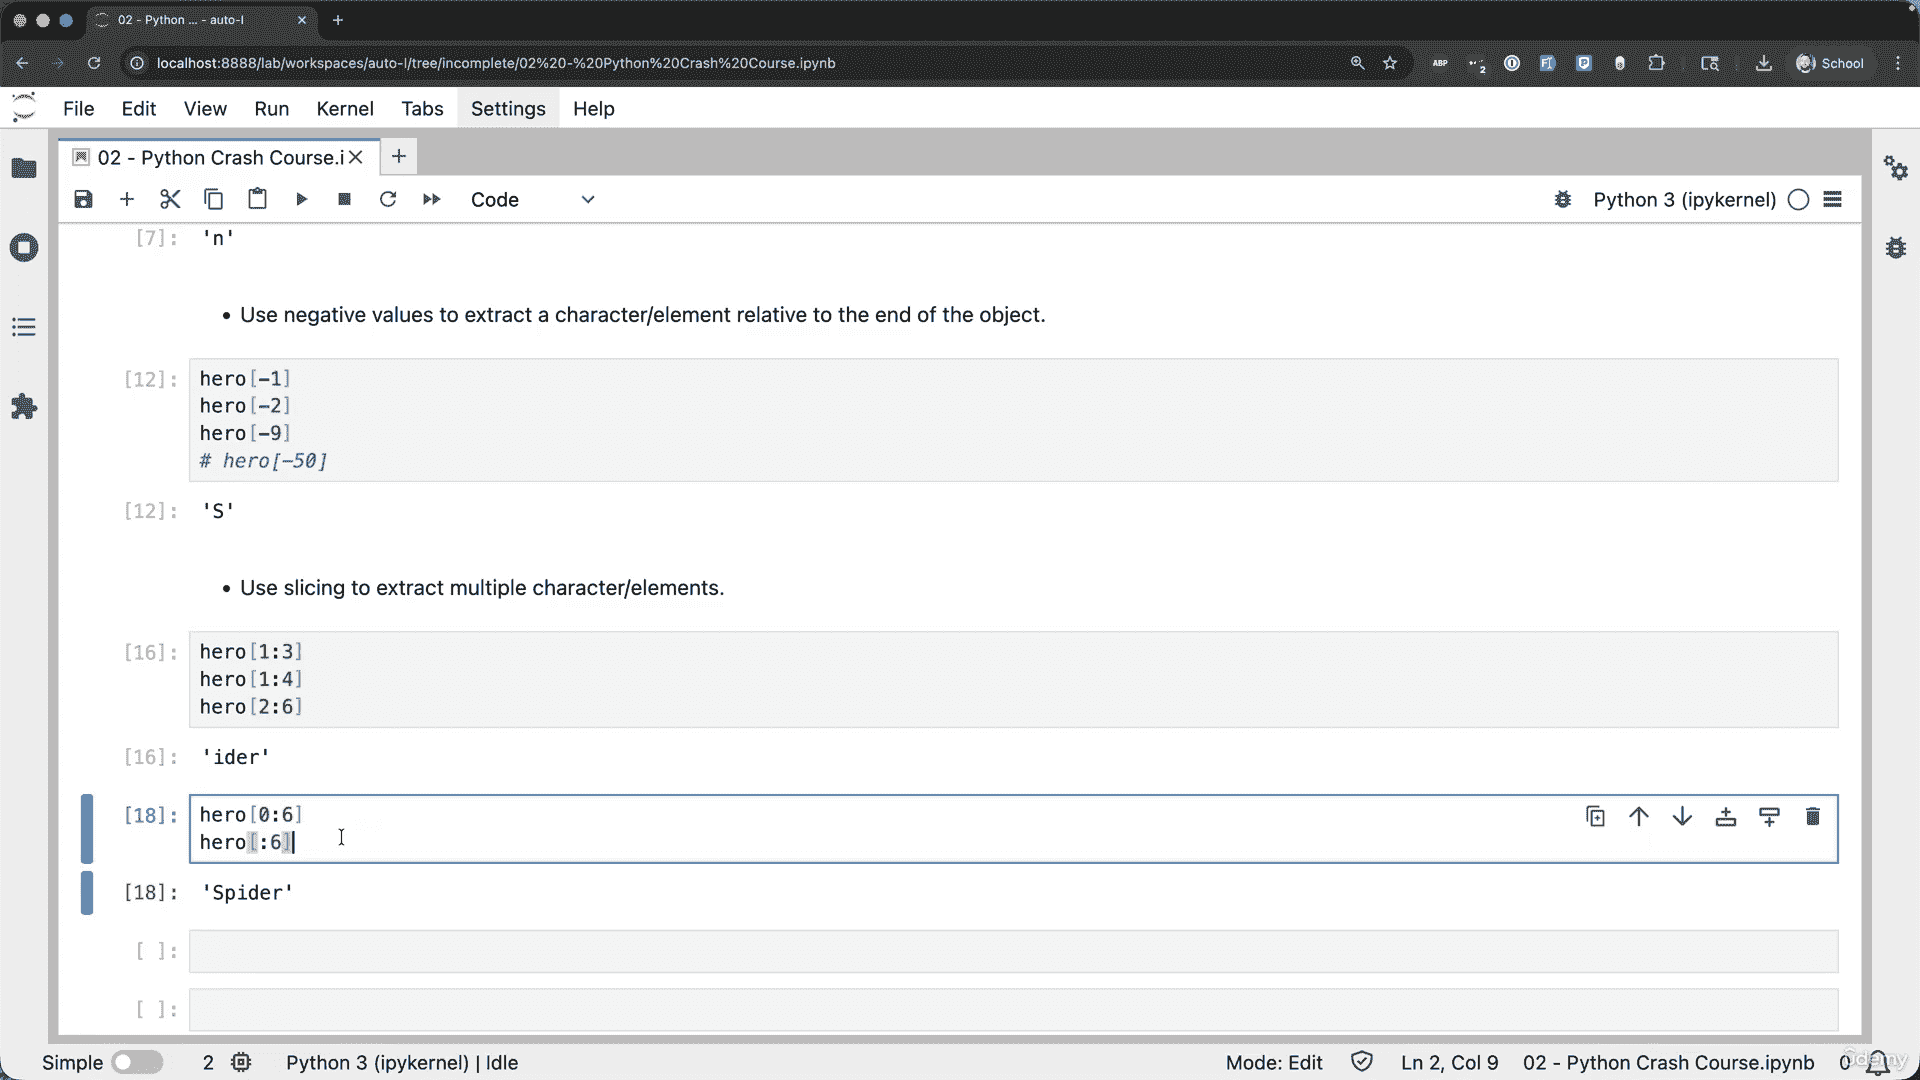 02 - Python ... - auto-l
localhost:8888/lab/workspaces/auto-l/tree/incomplete/02%20-%20Python%20Crash%20Course.ipynb
ABP
2
School
File Edit View Run Kernel Tabs Settings Help
02 - Python Crash Course.i
Code
Python 3 (ipykernel)
[7]: 'n'
• Use negative values to extract a character/element relative to the end of the object.
[12]: hero[-1]
hero[-2]
hero[-9]
# hero[-50]
[12]: 'S'
• Use slicing to extract multiple character/elements.
[16]: hero[1:3]
hero[1:4]
hero[2:6]
[16]: 'ider'
[18]: hero[0:6]
hero[:6]
[18]: 'Spider'
[ ]:
[ ]:
Simple 2 Python 3 (ipykernel) | Idle Mode: Edit Ln 2, Col 9 02 - Python Crash Course.ipynb 0
Udemy